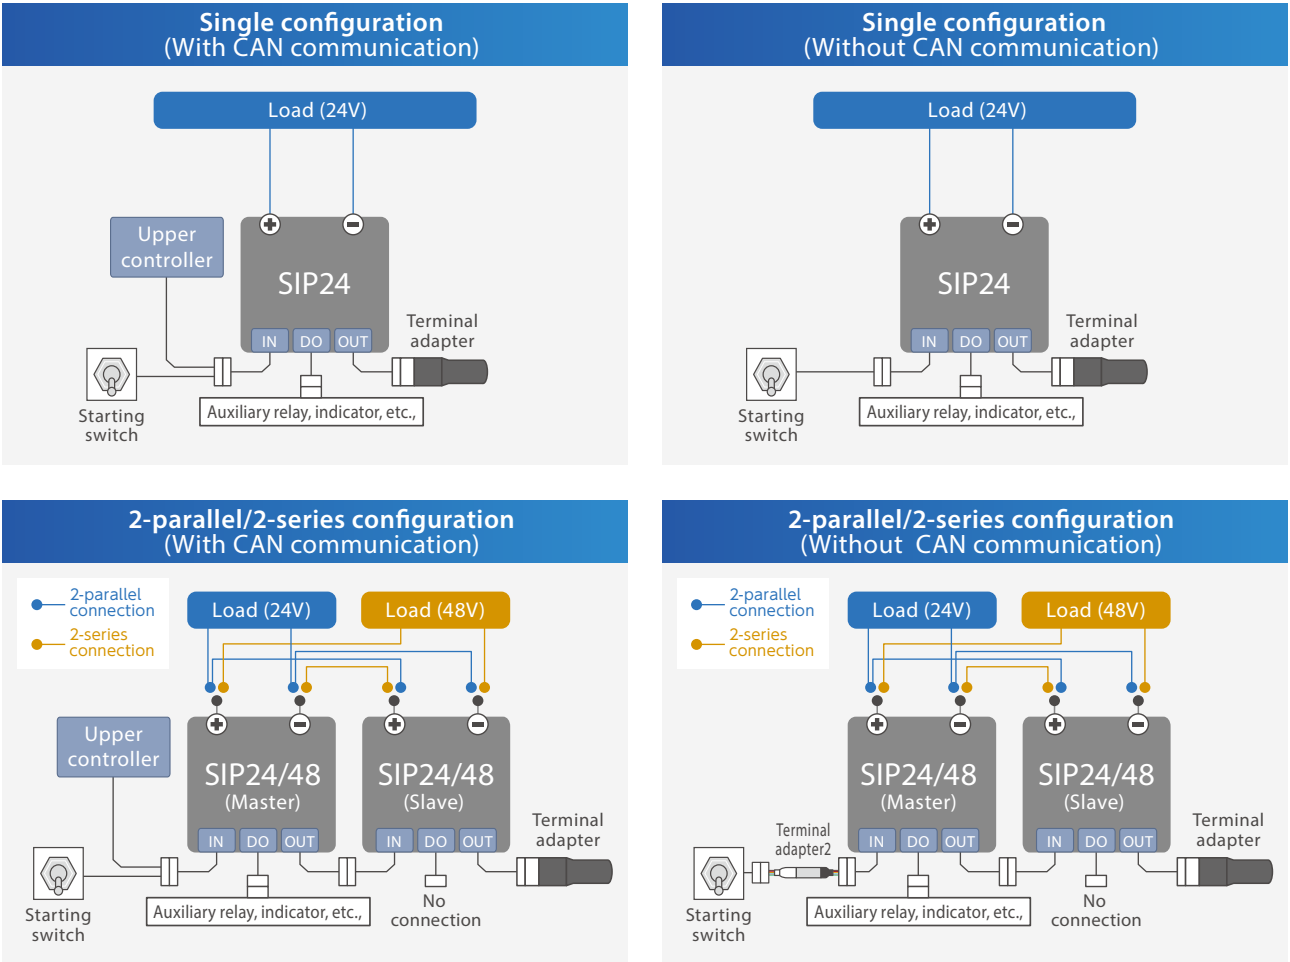 Single configuration
(With CAN communication)
Load (24V)
Upper
controller
SIP24
IN
DO
OUT
Terminal
adapter
Starting
switch
Auxiliary relay, indicator, etc.,
Single configuration
(Without CAN communication)
Load (24V)
SIP24
IN
DO
OUT
Terminal
adapter
Starting
switch
Auxiliary relay, indicator, etc.,
2-parallel/2-series configuration
(With CAN communication)
2-parallel
connection
2-series
connection
Load (24V)
Load (48V)
Upper
controller
SIP24/48
(Master)
SIP24/48
(Slave)
IN
DO
OUT
IN
DO
OUT
Terminal
adapter
Starting
switch
Auxiliary relay, indicator, etc.,
No
connection
2-parallel/2-series configuration
(Without CAN communication)
2-parallel
connection
2-series
connection
Load (24V)
Load (48V)
SIP24/48
(Master)
SIP24/48
(Slave)
Terminal
adapter2
IN
DO
OUT
IN
DO
OUT
Terminal
adapter
Starting
switch
Auxiliary relay, indicator, etc.,
No
connection